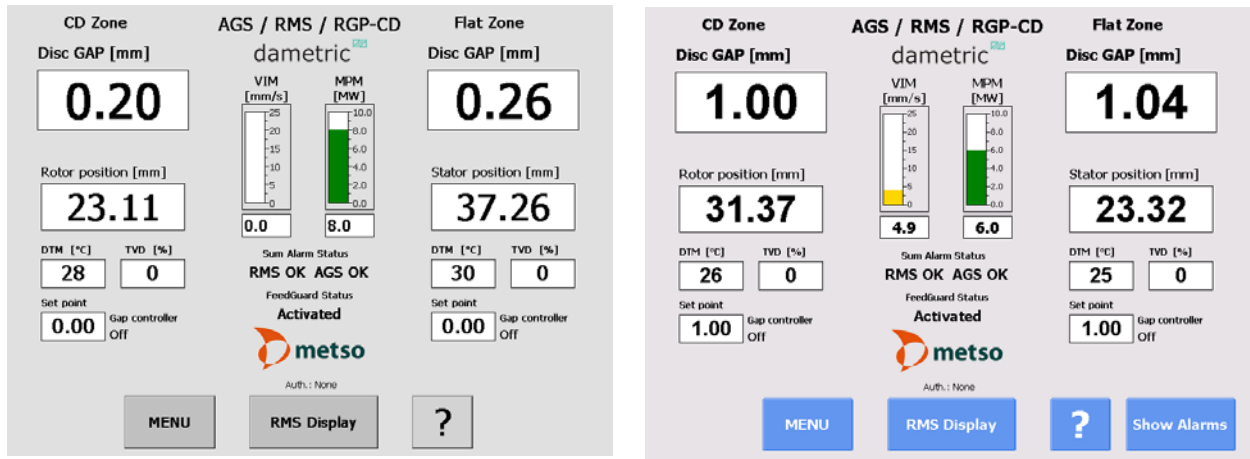 CD Zone
AGS / RMS / RGP-CD
Flat Zone
Disc GAP [mm]
dametric
Disc GAP [mm]
0.20
VIM
[mm/s]
25
20
15
10
5
0
0.0
MPM
[MW]
10.0
8.0
6.0
4.0
2.0
0.0
8.0
0.26
Rotor position [mm]
23.11
Stator position [mm]
37.26
DTM [°C] TVD [%]
28 0
Sum Alarm Status
RMS OK AGS OK
DTM [°C] TVD [%]
30 0
Set point
0.00 Gap controller
Off
FeedGuard Status
Activated
Set point
0.00 Gap controller
Off
metso
Auth.: None
MENU
RMS Display
?
CD Zone
AGS / RMS / RGP-CD
Flat Zone
Disc GAP [mm]
dametric
Disc GAP [mm]
1.00
VIM
[mm/s]
25
20
15
10
5
0
4.9
MPM
[MW]
10.0
8.0
6.0
4.0
2.0
0.0
6.0
1.04
Rotor position [mm]
31.37
Stator position [mm]
23.32
DTM [°C] TVD [%]
26 0
Sum Alarm Status
RMS OK AGS OK
DTM [°C] TVD [%]
25 0
Set point
1.00 Gap controller
Off
FeedGuard Status
Activated
Set point
1.00 Gap controller
Off
metso
Auth.: None
MENU
RMS Display
?
Show Alarms